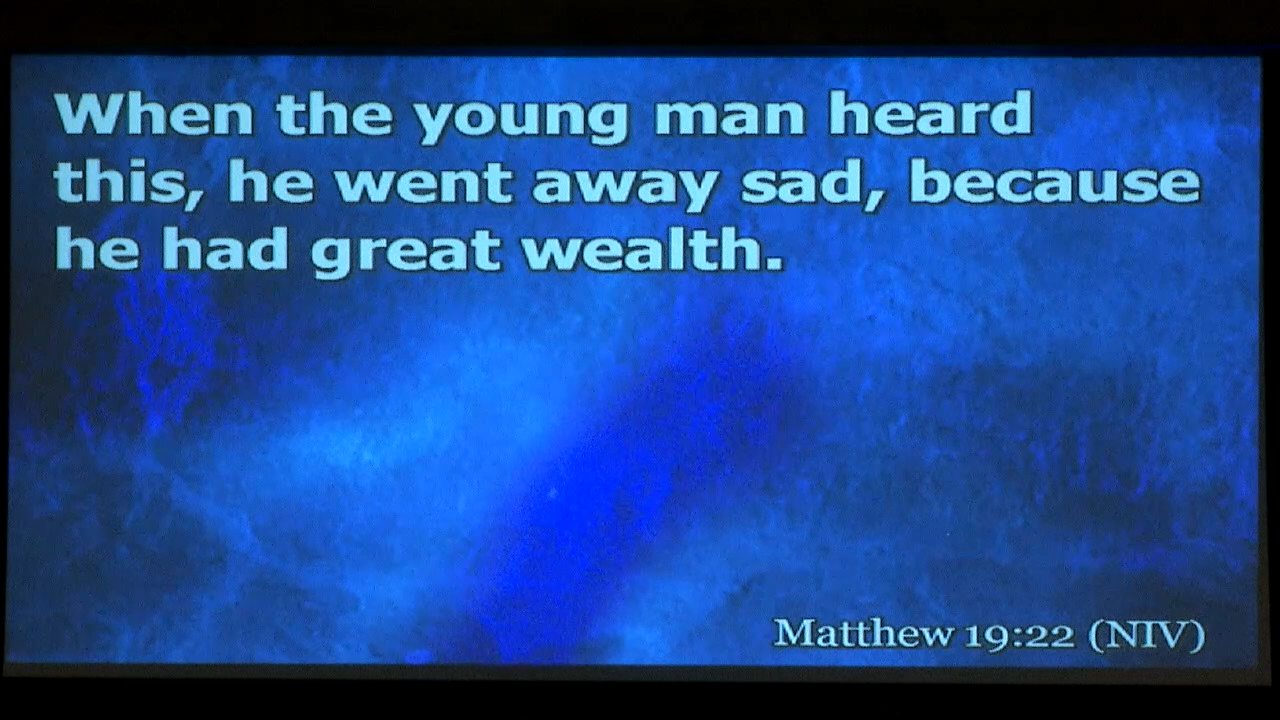 When the young man heard
this, he went away sad, because
he had great wealth.
Matthew 19:22 (NIV)